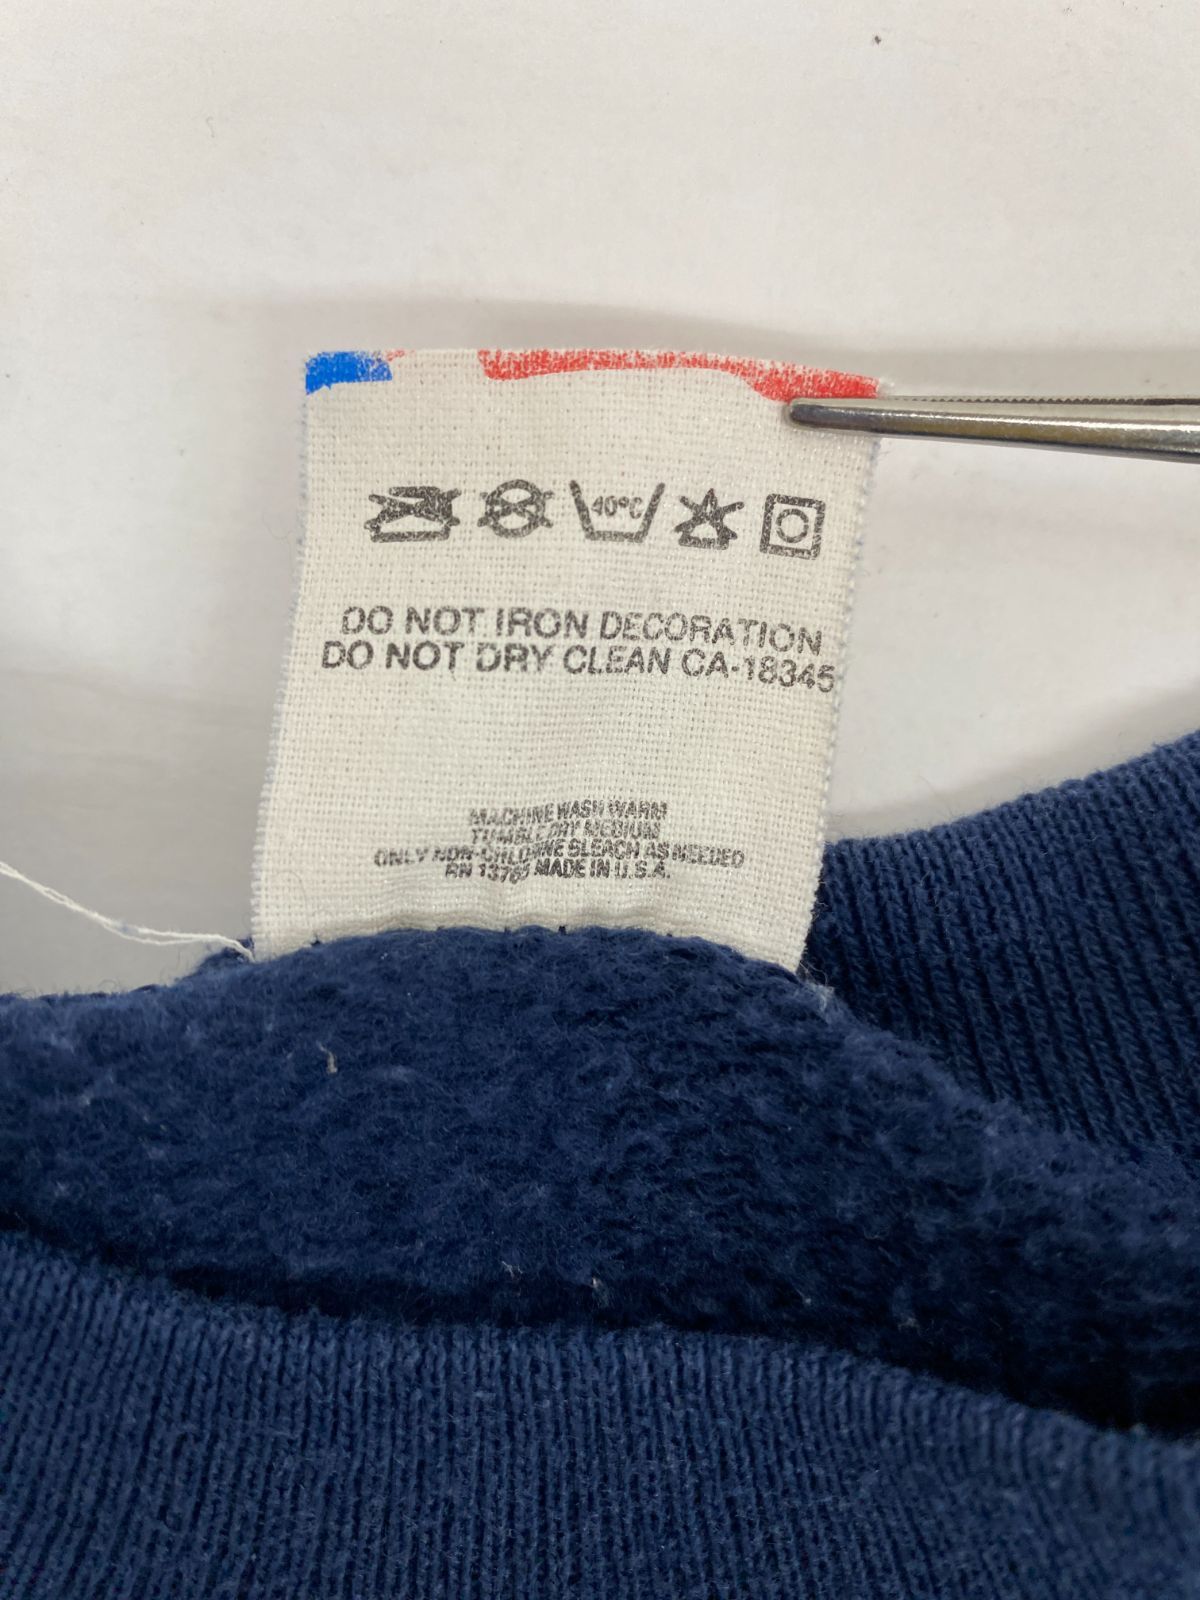 40°C
DO NOT IRON DECORATION
DO NOT DRY CLEAN CA-18345
MACHINE WASH WARM
TUMBLE DRY MEDIUM
ONLY NON-CHLORINE BLEACH AS NEEDED
RN 13765 MADE IN U.S.A.